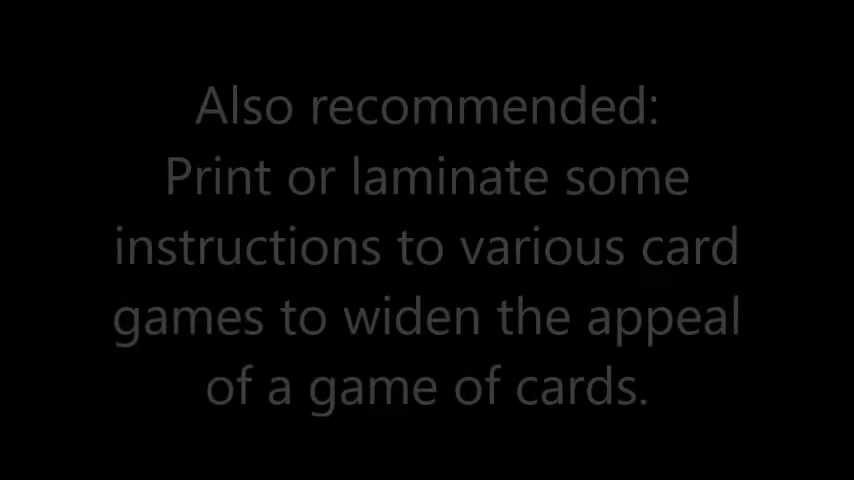 Also recommended:
Print or laminate some
instructions to various card
games to widen the appeal
of a game of cards.